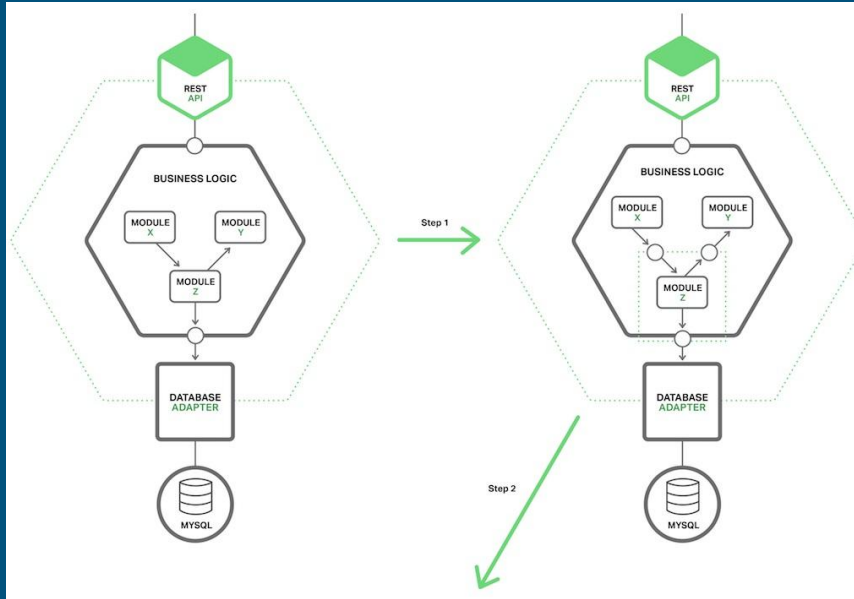 REST
API
BUSINESS LOGIC
MODULE
X
MODULE
Y
MODULE
Z
DATABASE
ADAPTER
MYSQL
Step 1
REST
API
BUSINESS LOGIC
MODULE
X
MODULE
Y
MODULE
Z
DATABASE
ADAPTER
MYSQL
Step 2